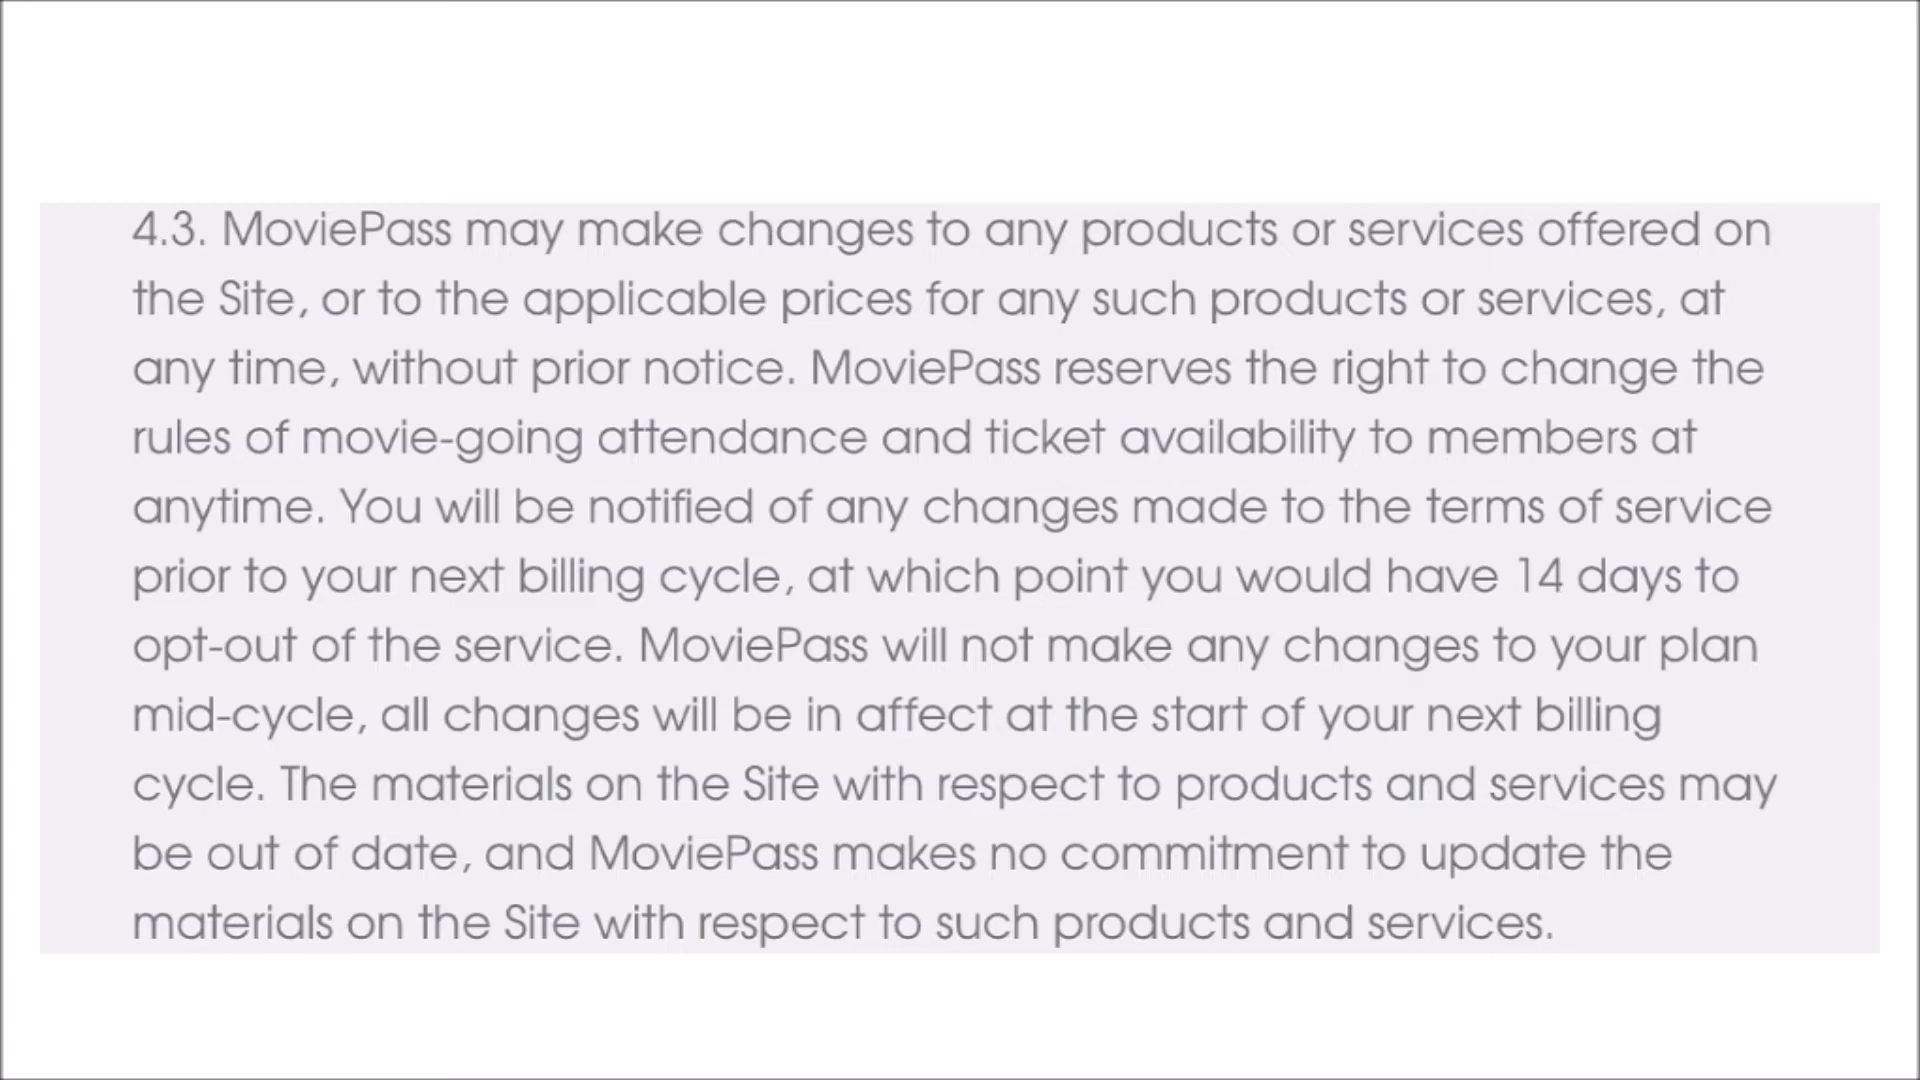 4.3. MoviePass may make changes to any products or services offered on
the Site, or to the applicable prices for any such products or services, at
any time, without prior notice. MoviePass reserves the right to change the
rules of movie-going attendance and ticket availability to members at
anytime. You will be notified of any changes made to the terms of service
prior to your next billing cycle, at which point you would have 14 days to
opt-out of the service. MoviePass will not make any changes to your plan
mid-cycle, all changes will be in affect at the start of your next billing
cycle. The materials on the Site with respect to products and services may
be out of date, and MoviePass makes no commitment to update the
materials on the Site with respect to such products and services.